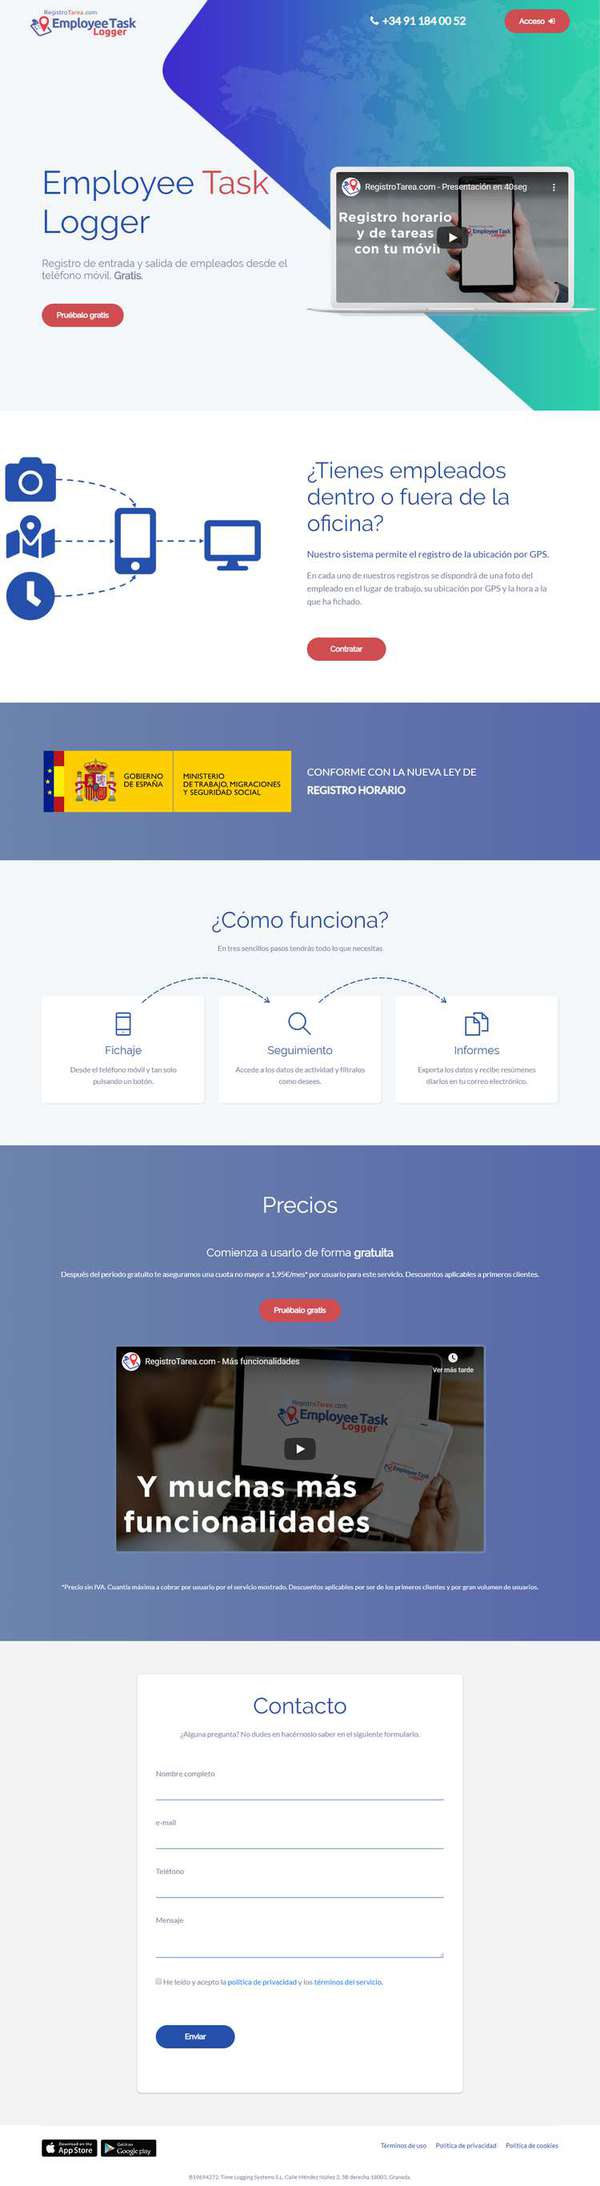 RegistroTarea.com
Employee Task
Logger
+34 91 184 00 52
Acceso
Employee Task
Logger
Registro de entrada y salida de empleados desde el
teléfono móvil. Gratis.
Pruébalo gratis
RegistroTarea.com - Presentación en 40seg
Registro horario
y de tareas
con tu móvil
Employee Task
¿Tienes empleados
dentro o fuera de la
oficina?
Nuestro sistema permite el registro de la ubicación por GPS.
En cada uno de nuestros registros se dispondrá de una foto del
empleado en el lugar de trabajo, su ubicación por GPS y la hora a la
que ha fichado.
Contratar
GOBIERNO
DE ESPAÑA
MINISTERIO
DE TRABAJO, MIGRACIONES
Y SEGURIDAD SOCIAL
CONFORME CON LA NUEVA LEY DE
REGISTRO HORARIO
¿Cómo funciona?
En tres sencillos pasos tendrás todo lo que necesitas
Fichaje
Desde el teléfono móvil y tan solo
pulsando un botón.
Seguimiento
Accede a los datos de actividad y fíltralos
como desees.
Informes
Exporta los datos y recibe resúmenes
diarios en tu correo electrónico.
Precios
Comienza a usarlo de forma gratuita
Después del periodo gratuito te aseguramos una cuota no mayor a 1,95€/mes* por usuario para este servicio. Descuentos aplicables a primeros clientes.
Pruébalo gratis
RegistroTarea.com - Más funcionalidades
Ver más tarde
RegistroTarea.com
Employee Task
Logger
Employee Task
Y muchas más
funcionalidades
*Precio sin IVA. Cuantía máxima a cobrar por usuario por el servicio mostrado. Descuentos aplicables por ser de los primeros clientes y por gran volumen de usuarios.
Contacto
¿Alguna pregunta? No dudes en hacérnoslo saber en el siguiente formulario.
Nombre completo
e-mail
Teléfono
Mensaje
He leído y acepto la política de privacidad y los términos del servicio.
Enviar
Download on the
App Store
Get it on
Google play
Términos de uso
Política de privacidad
Política de cookies
B19694272, Time Logging Systems S.L. Calle Méndez Núñez 2, 5B derecha 18003, Granada.